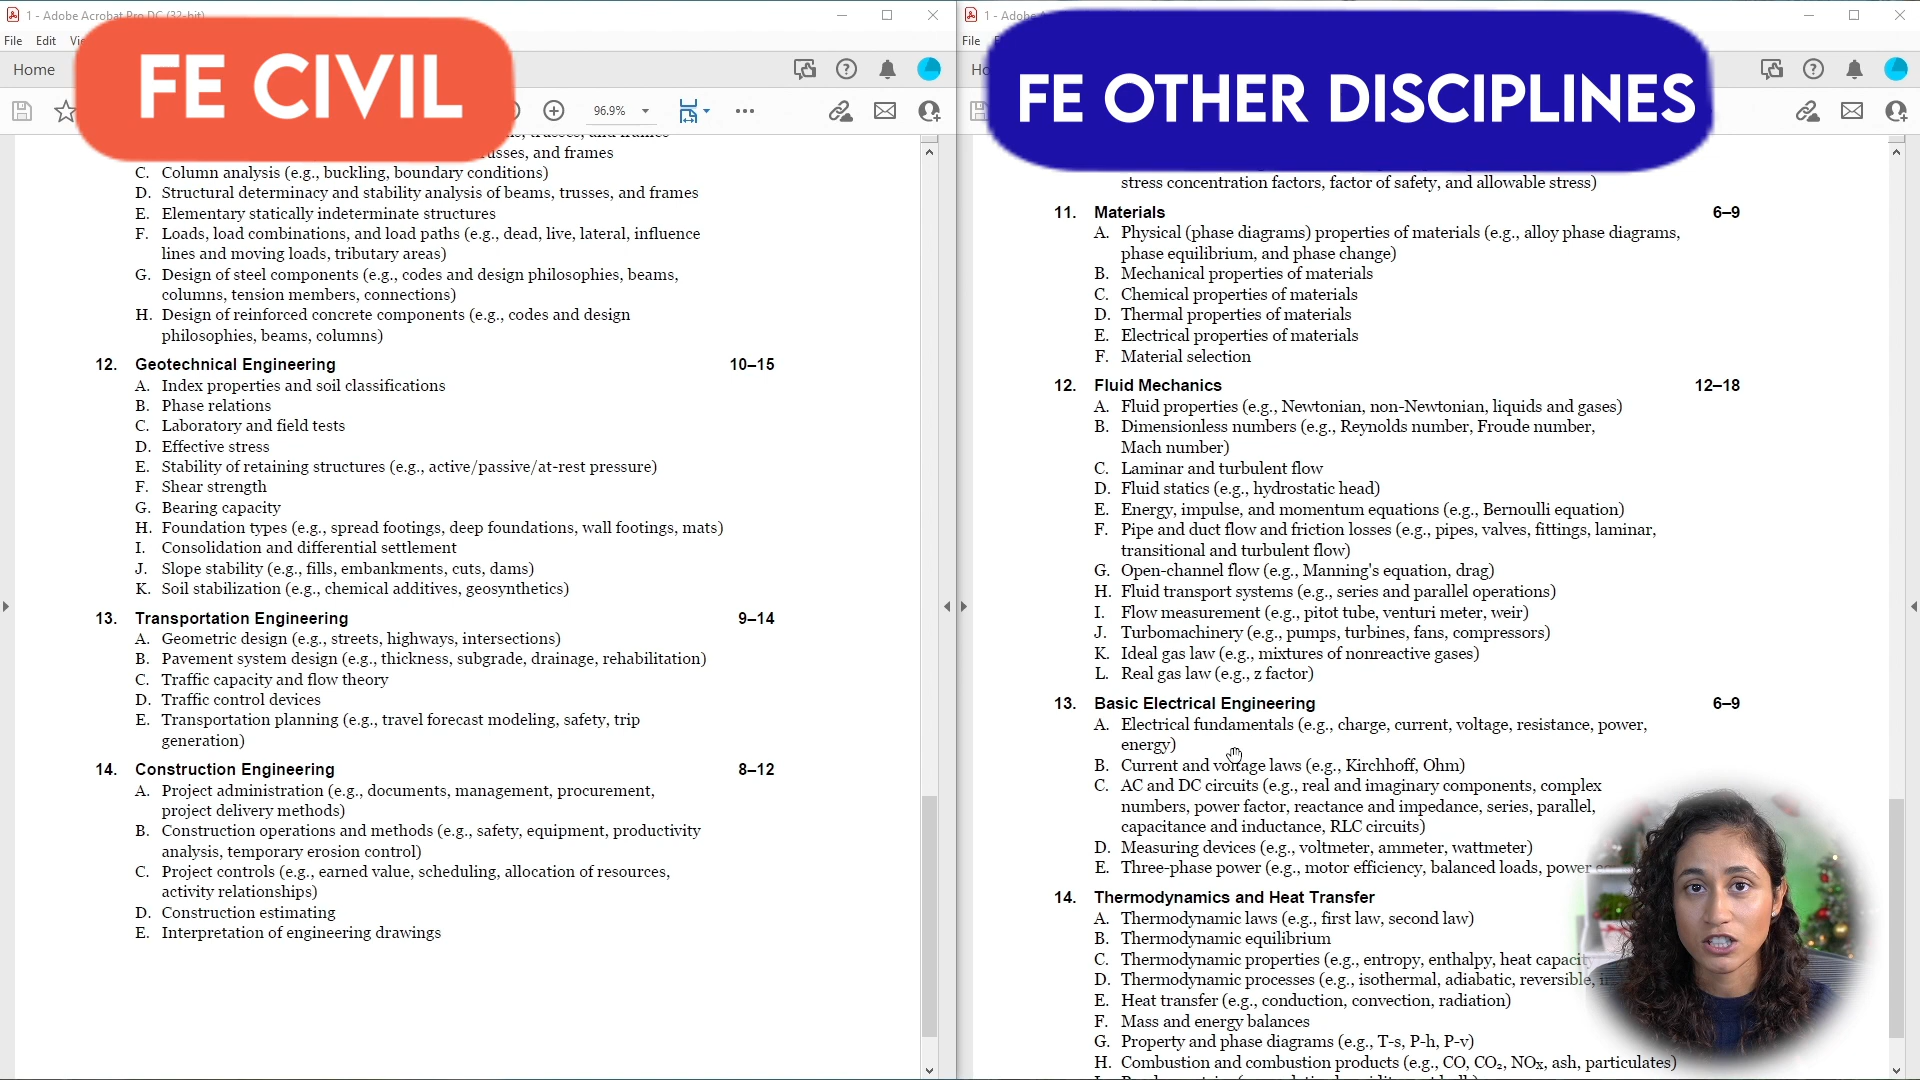 1 - Adobe Acrobat Pro DC (32-bit)
File Edit
Home
FE CIVIL
96.9%
trusses, and frames
C. Column analysis (e.g., buckling, boundary conditions)
D. Structural determinacy and stability analysis of beams, trusses, and frames
E. Elementary statically indeterminate structures
F. Loads, load combinations, and load paths (e.g., dead, live, lateral, influence
lines and moving loads, tributary areas)
G. Design of steel components (e.g., codes and design philosophies, beams,
columns, tension members, connections)
H. Design of reinforced concrete components (e.g., codes and design
philosophies, beams, columns)
12. Geotechnical Engineering 10–15
A. Index properties and soil classifications
B. Phase relations
C. Laboratory and field tests
D. Effective stress
E. Stability of retaining structures (e.g., active/passive/at-rest pressure)
F. Shear strength
G. Bearing capacity
H. Foundation types (e.g., spread footings, deep foundations, wall footings, mats)
I. Consolidation and differential settlement
J. Slope stability (e.g., fills, embankments, cuts, dams)
K. Soil stabilization (e.g., chemical additives, geosynthetics)
13. Transportation Engineering 9–14
A. Geometric design (e.g., streets, highways, intersections)
B. Pavement system design (e.g., thickness, subgrade, drainage, rehabilitation)
C. Traffic capacity and flow theory
D. Traffic control devices
E. Transportation planning (e.g., travel forecast modeling, safety, trip
generation)
14. Construction Engineering 8–12
A. Project administration (e.g., documents, management, procurement,
project delivery methods)
B. Construction operations and methods (e.g., safety, equipment, productivity
analysis, temporary erosion control)
C. Project controls (e.g., earned value, scheduling, allocation of resources,
activity relationships)
D. Construction estimating
E. Interpretation of engineering drawings
1 - Adobe
File
FE OTHER DISCIPLINES
stress concentration factors, factor of safety, and allowable stress)
11. Materials 6–9
A. Physical (phase diagrams) properties of materials (e.g., alloy phase diagrams,
phase equilibrium, and phase change)
B. Mechanical properties of materials
C. Chemical properties of materials
D. Thermal properties of materials
E. Electrical properties of materials
F. Material selection
12. Fluid Mechanics 12–18
A. Fluid properties (e.g., Newtonian, non-Newtonian, liquids and gases)
B. Dimensionless numbers (e.g., Reynolds number, Froude number,
Mach number)
C. Laminar and turbulent flow
D. Fluid statics (e.g., hydrostatic head)
E. Energy, impulse, and momentum equations (e.g., Bernoulli equation)
F. Pipe and duct flow and friction losses (e.g., pipes, valves, fittings, laminar,
transitional and turbulent flow)
G. Open-channel flow (e.g., Manning's equation, drag)
H. Fluid transport systems (e.g., series and parallel operations)
I. Flow measurement (e.g., pitot tube, venturi meter, weir)
J. Turbomachinery (e.g., pumps, turbines, fans, compressors)
K. Ideal gas law (e.g., mixtures of nonreactive gases)
L. Real gas law (e.g., z factor)
13. Basic Electrical Engineering 6–9
A. Electrical fundamentals (e.g., charge, current, voltage, resistance, power,
energy)
B. Current and voltage laws (e.g., Kirchhoff, Ohm)
C. AC and DC circuits (e.g., real and imaginary components, complex
numbers, power factor, reactance and impedance, series, parallel,
capacitance and inductance, RLC circuits)
D. Measuring devices (e.g., voltmeter, ammeter, wattmeter)
E. Three-phase power (e.g., motor efficiency, balanced loads, power
14. Thermodynamics and Heat Transfer
A. Thermodynamic laws (e.g., first law, second law)
B. Thermodynamic equilibrium
C. Thermodynamic properties (e.g., entropy, enthalpy, heat
D. Thermodynamic processes (e.g., isothermal, adiabatic, reversible,
E. Heat transfer (e.g., conduction, convection, radiation)
F. Mass and energy balances
G. Property and phase diagrams (e.g., T-s, P-h, P-v)
H. Combustion and combustion products (e.g., CO, CO₂, NOx, ash, particulates)